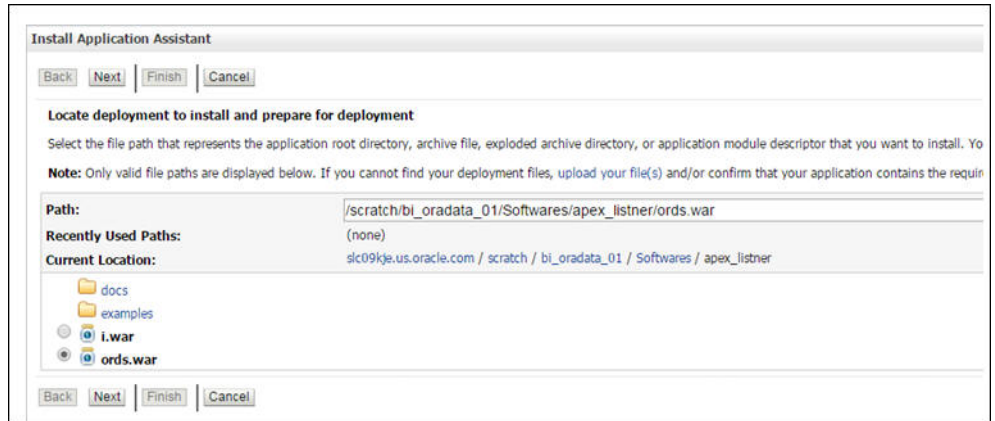 Install Application Assistant
Back Next Finish Cancel
Locate deployment to install and prepare for deployment
Select the file path that represents the application root directory, archive file, exploded archive directory, or application module descriptor that you want to install. Yo
Note: Only valid file paths are displayed below. If you cannot find your deployment files, upload your file(s) and/or confirm that your application contains the requir
Path: /scratch/bi_oradata_01/Softwares/apex_listner/ords.war
Recently Used Paths: (none)
Current Location: slc09kje.us.oracle.com / scratch / bi_oradata_01 / Softwares / apex_listner
docs
examples
i.war
ords.war
Back Next Finish Cancel